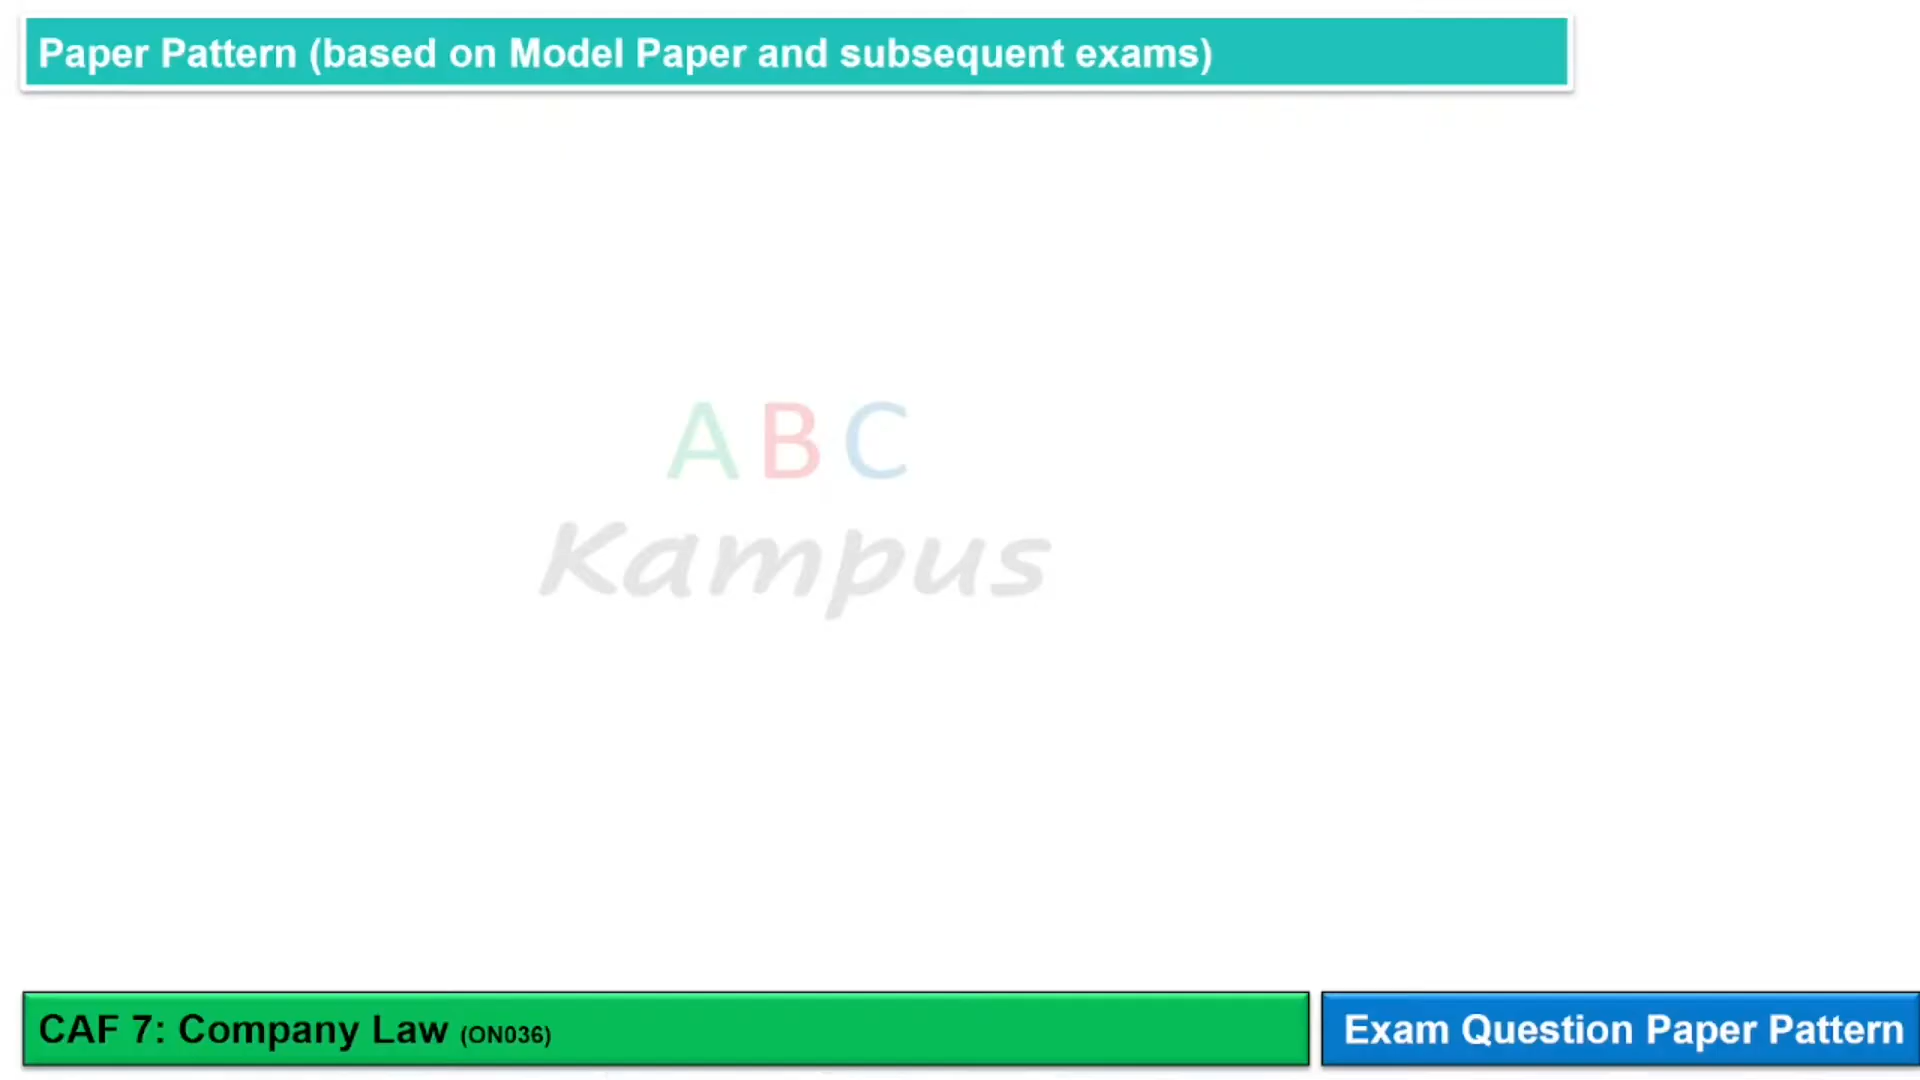 Paper Pattern (based on Model Paper and subsequent exams)
ABC
Kampus
CAF 7: Company Law (ON036)
Exam Question Paper Pattern